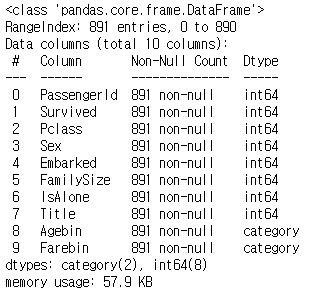 <class 'pandas.core.frame.DataFrame'>
RangeIndex: 891 entries, 0 to 890
Data columns (total 10 columns):
 #   Column       Non-Null Count  Dtype
---  ------       --------------  -----
 0   PassengerId  891 non-null    int64
 1   Survived     891 non-null    int64
 2   Pclass       891 non-null    int64
 3   Sex          891 non-null    int64
 4   Embarked     891 non-null    int64
 5   FamilySize   891 non-null    int64
 6   IsAlone      891 non-null    int64
 7   Title        891 non-null    int64
 8   Agebin       891 non-null    category
 9   Farebin      891 non-null    category
dtypes: category(2), int64(8)
memory usage: 57.9 KB